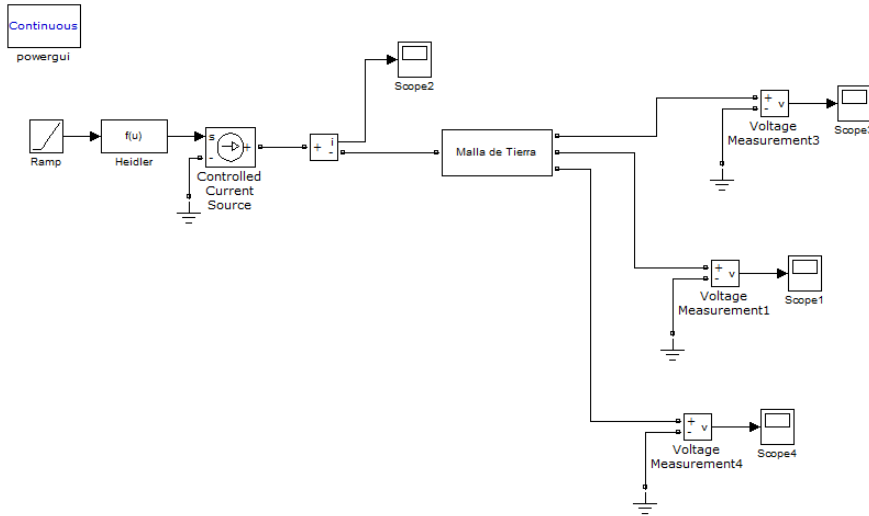 Continuous
powergui
Scope2
Ramp
f(u)
Heidler
s
-
+
Controlled
Current
Source
+
i
-
Malla de Tierra
+
-
v
Voltage
Measurement3
Scope3
+
-
v
Voltage
Measurement1
Scope1
+
-
v
Voltage
Measurement4
Scope4